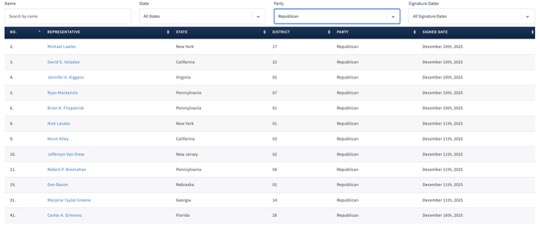 Name State Party Signature Dates
Search by name All States Republican All Signature Dates
NO. REPRESENTATIVE STATE DISTRICT PARTY SIGNED DATE
2. Michael Lawler New York 17 Republican December 10th, 2025
3. David G. Valadao California 22 Republican December 10th, 2025
4. Jennifer A. Kiggans Virginia 02 Republican December 10th, 2025
5. Ryan Mackenzie Pennsylvania 07 Republican December 10th, 2025
6. Brian K. Fitzpatrick Pennsylvania 01 Republican December 10th, 2025
Nick LaLota New York 01 Republican December 11th, 2025
9. Kevin Kiley California 03 Republican December 11th, 2025
10. Jefferson Van Drew New Jersey 02 Republican December 11th, 2025
11. Robert P. Bresnahan Pennsylvania 08 Republican December 11th, 2025
19. Don Bacon Nebraska 02 Republican December 11th, 2025
31. Marjorie Taylor Greene Georgia 14 Republican December 11th, 2025
41. Carlos A. Gimenez Florida 28 Republican December 16th, 2025